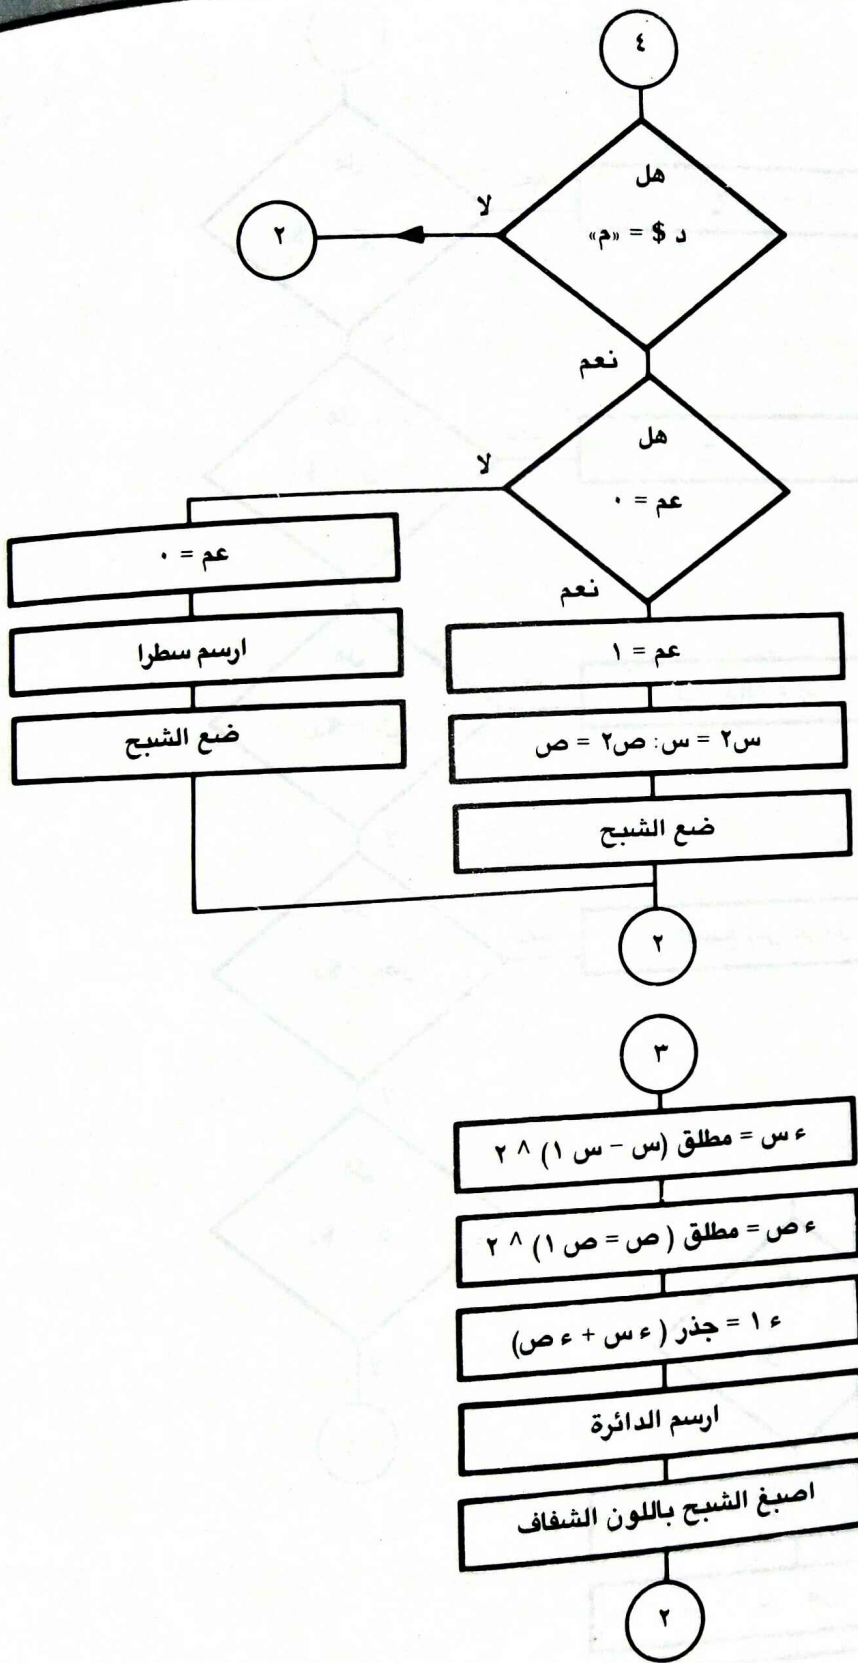 ٤
هل
د $ = «م»
لا
٢
نعم
هل
عم = ٠
لا
نعم
عم = ٠
ارسم سطرا
ضع الشبح
عم = ١
س٢ = س: ص٢ = ص
ضع الشبح
٢
٣
ء س = مطلق (س - س ١) ^ ٢
ء ص = مطلق (ص = ص ١) ^ ٢
ء ١ = جذر (ء س + ء ص)
ارسم الدائرة
اصبغ الشبح باللون الشفاف
٢